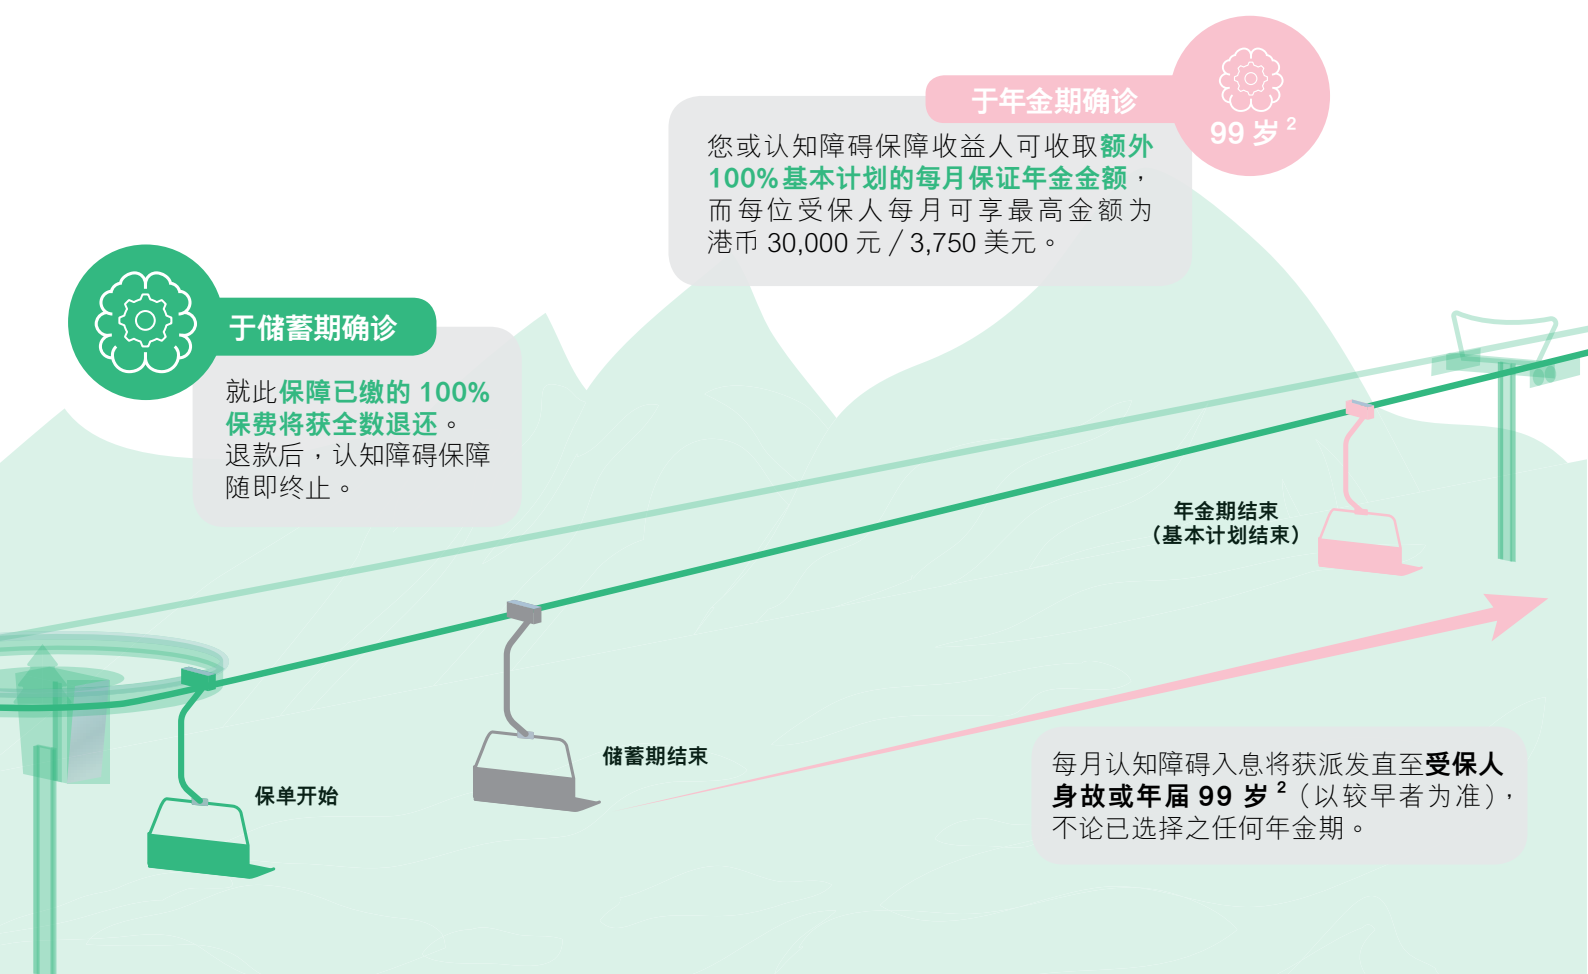 于年金期确诊
99 岁 2
您或认知障碍保障收益人可收取额外
100%基本计划的每月保证年金金额，
而每位受保人每月可享最高金额为
港币 30,000 元 / 3,750 美元。
于储蓄期确诊
就此保障已缴的 100%
保费将获全数退还。
退款后，认知障碍保障
随即终止。
年金期结束
（基本计划结束）
储蓄期结束
保单开始
每月认知障碍入息将获派发直至受保人
身故或年届 99 岁 2（以较早者为准），
不论已选择之任何年金期。